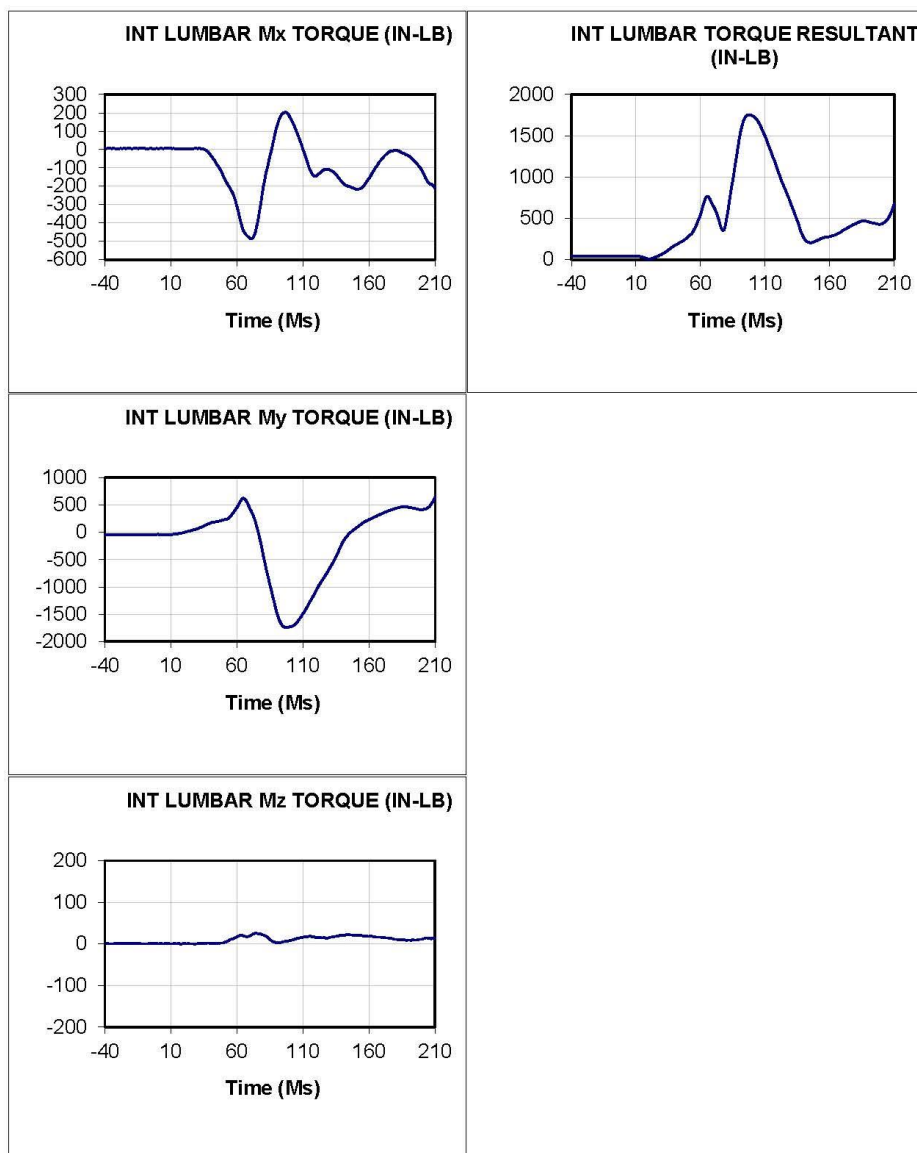 INT LUMBAR Mx TORQUE (IN-LB)
300
200
100
0
-100
-200
-300
-400
-500
-600
-40 10 60 110 160 210
Time (Ms)
INT LUMBAR TORQUE RESULTANT
(IN-LB)
2000
1500
1000
500
0
-40 10 60 110 160 210
Time (Ms)
INT LUMBAR My TORQUE (IN-LB)
1000
500
0
-500
-1000
-1500
-2000
-40 10 60 110 160 210
Time (Ms)
INT LUMBAR Mz TORQUE (IN-LB)
200
100
0
-100
-200
-40 10 60 110 160 210
Time (Ms)